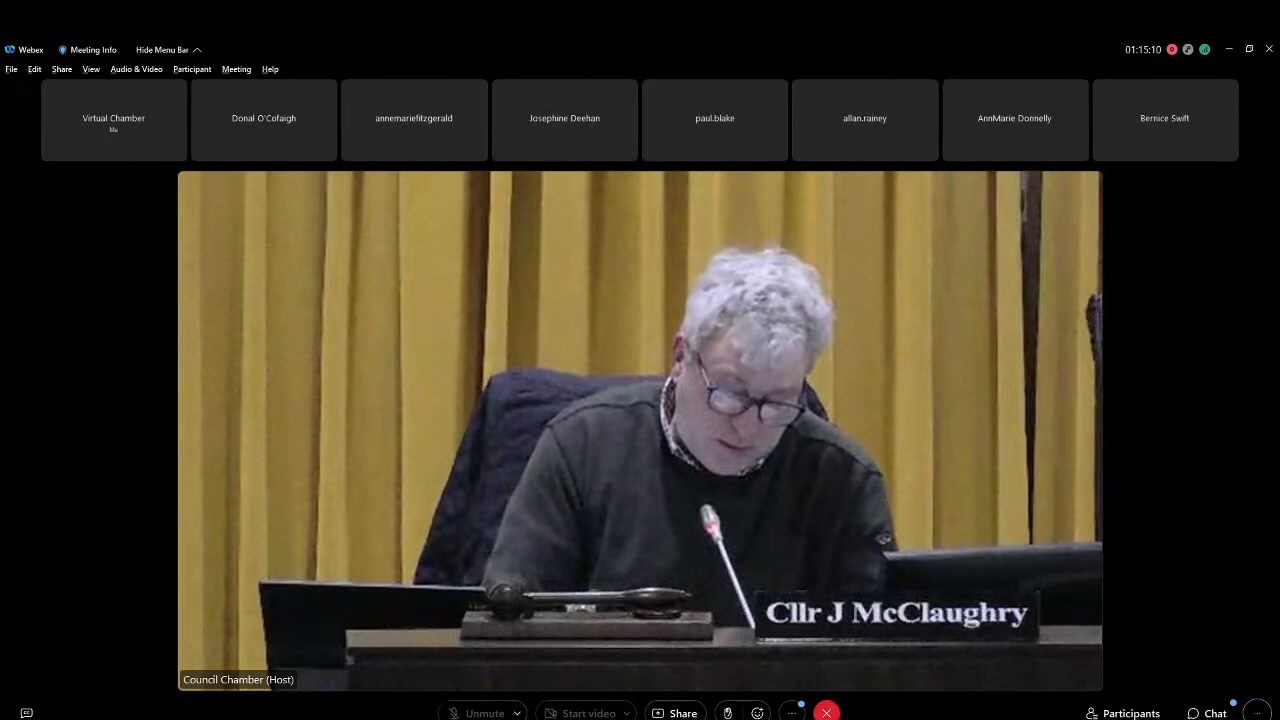 Webex Meeting Info Hide Menu Bar 01:15:10
File Edit Share View Audio & Video Participant Meeting Help
Virtual Chamber
Me
Donal O'Cofaigh
annemariefitzgerald
Josephine Deehan
paul.blake
allan.rainey
AnnMarie Donnelly
Bernice Swift
Cllr J McClaughry
Council Chamber (Host)
Unmute Start video Share Participants Chat